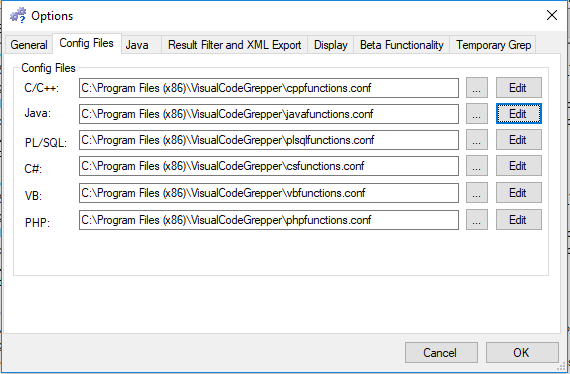 Options
General Config Files Java Result Filter and XML Export Display Beta Functionality Temporary Grep
Config Files
C/C++: C:\Program Files (x86)\VisualCodeGrepper\cppfunctions.conf ... Edit
Java: C:\Program Files (x86)\VisualCodeGrepper\javafunctions.conf ... Edit
PL/SQL: C:\Program Files (x86)\VisualCodeGrepper\plsqlfunctions.conf ... Edit
C#: C:\Program Files (x86)\VisualCodeGrepper\csfunctions.conf ... Edit
VB: C:\Program Files (x86)\VisualCodeGrepper\vbfunctions.conf ... Edit
PHP: C:\Program Files (x86)\VisualCodeGrepper\phpfunctions.conf ... Edit
Cancel OK